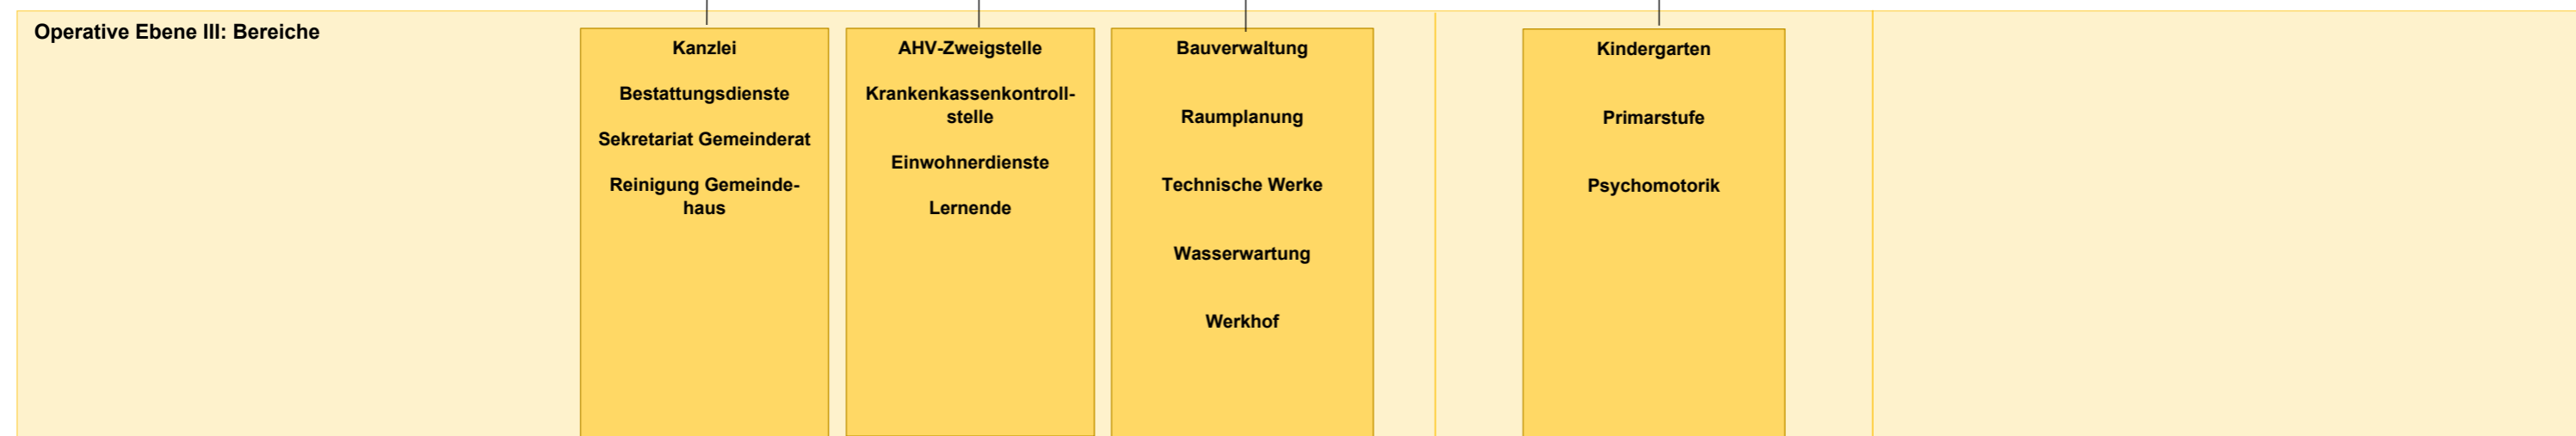 Operative Ebene III: Bereiche
Kanzlei
Bestattungsdienste
Sekretariat Gemeinderat
Reinigung Gemeinde-
haus
AHV-Zweigstelle
Krankenkassenkontroll-
stelle
Einwohnerdienste
Lernende
Bauverwaltung
Raumplanung
Technische Werke
Wasserwartung
Werkhof
Kindergarten
Primarstufe
Psychomotorik